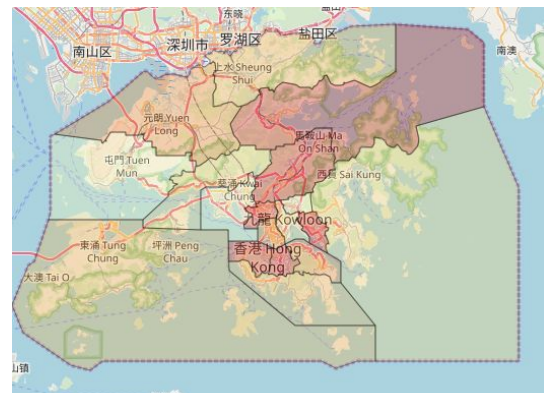 东晓
盐田区
罗湖区
深圳市
南山区
南澳
上水 Sheung
Shui
元朗 Yuen
Long
馬鞍山 Ma
On Shan
屯門 Tuen
Mun
西貢 Sai Kung
葵涌 Kwai
Chung
九龍 Kowloon
東涌 Tung
Chung
坪洲 Peng
Chau
香港 Hong
Kong
大澳 Tai O
山镇